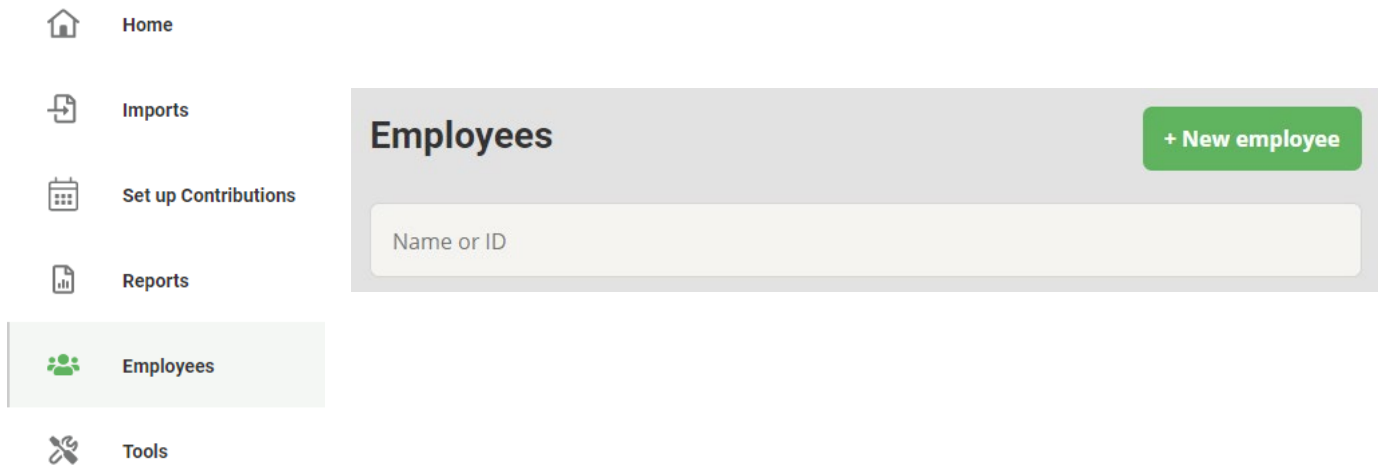 Home
Imports
Set up Contributions
Reports
Employees
Tools
Employees
+ New employee
Name or ID